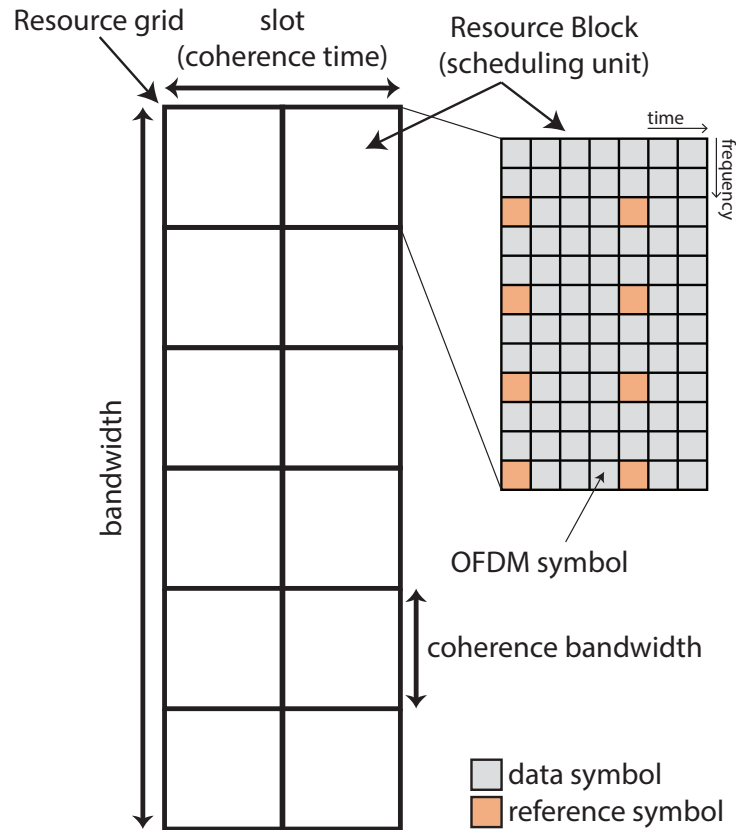 Resource grid
slot
(coherence time)
Resource Block
(scheduling unit)
time
frequency
bandwidth
OFDM symbol
coherence bandwidth
data symbol
reference symbol